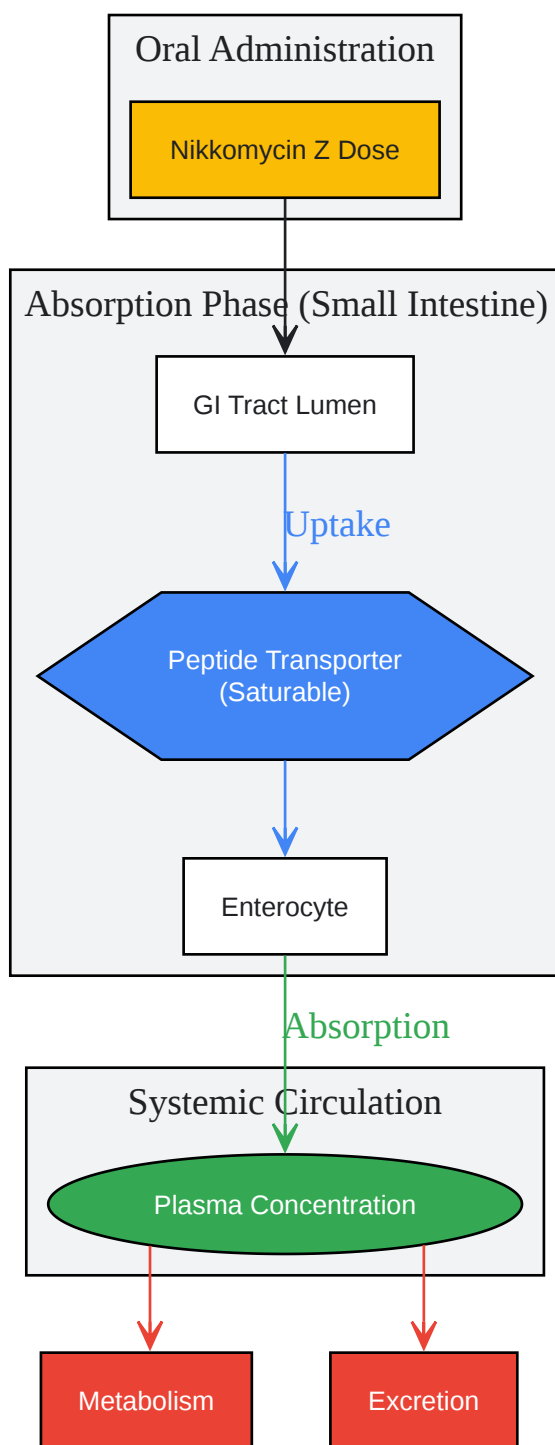 Oral Administration
Nikkomycin Z Dose
Absorption Phase (Small Intestine)
GI Tract Lumen
Uptake
Peptide Transporter
(Saturable)
Enterocyte
Absorption
Systemic Circulation
Plasma Concentration
Metabolism
Excretion